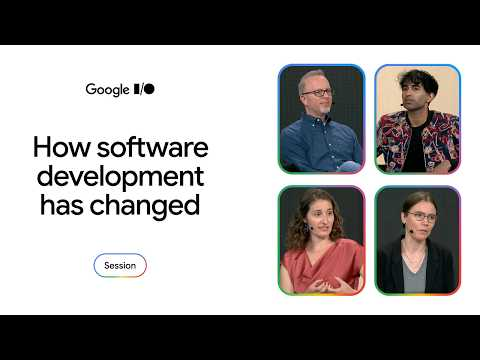 Google I/O
How software
development
has changed
Session